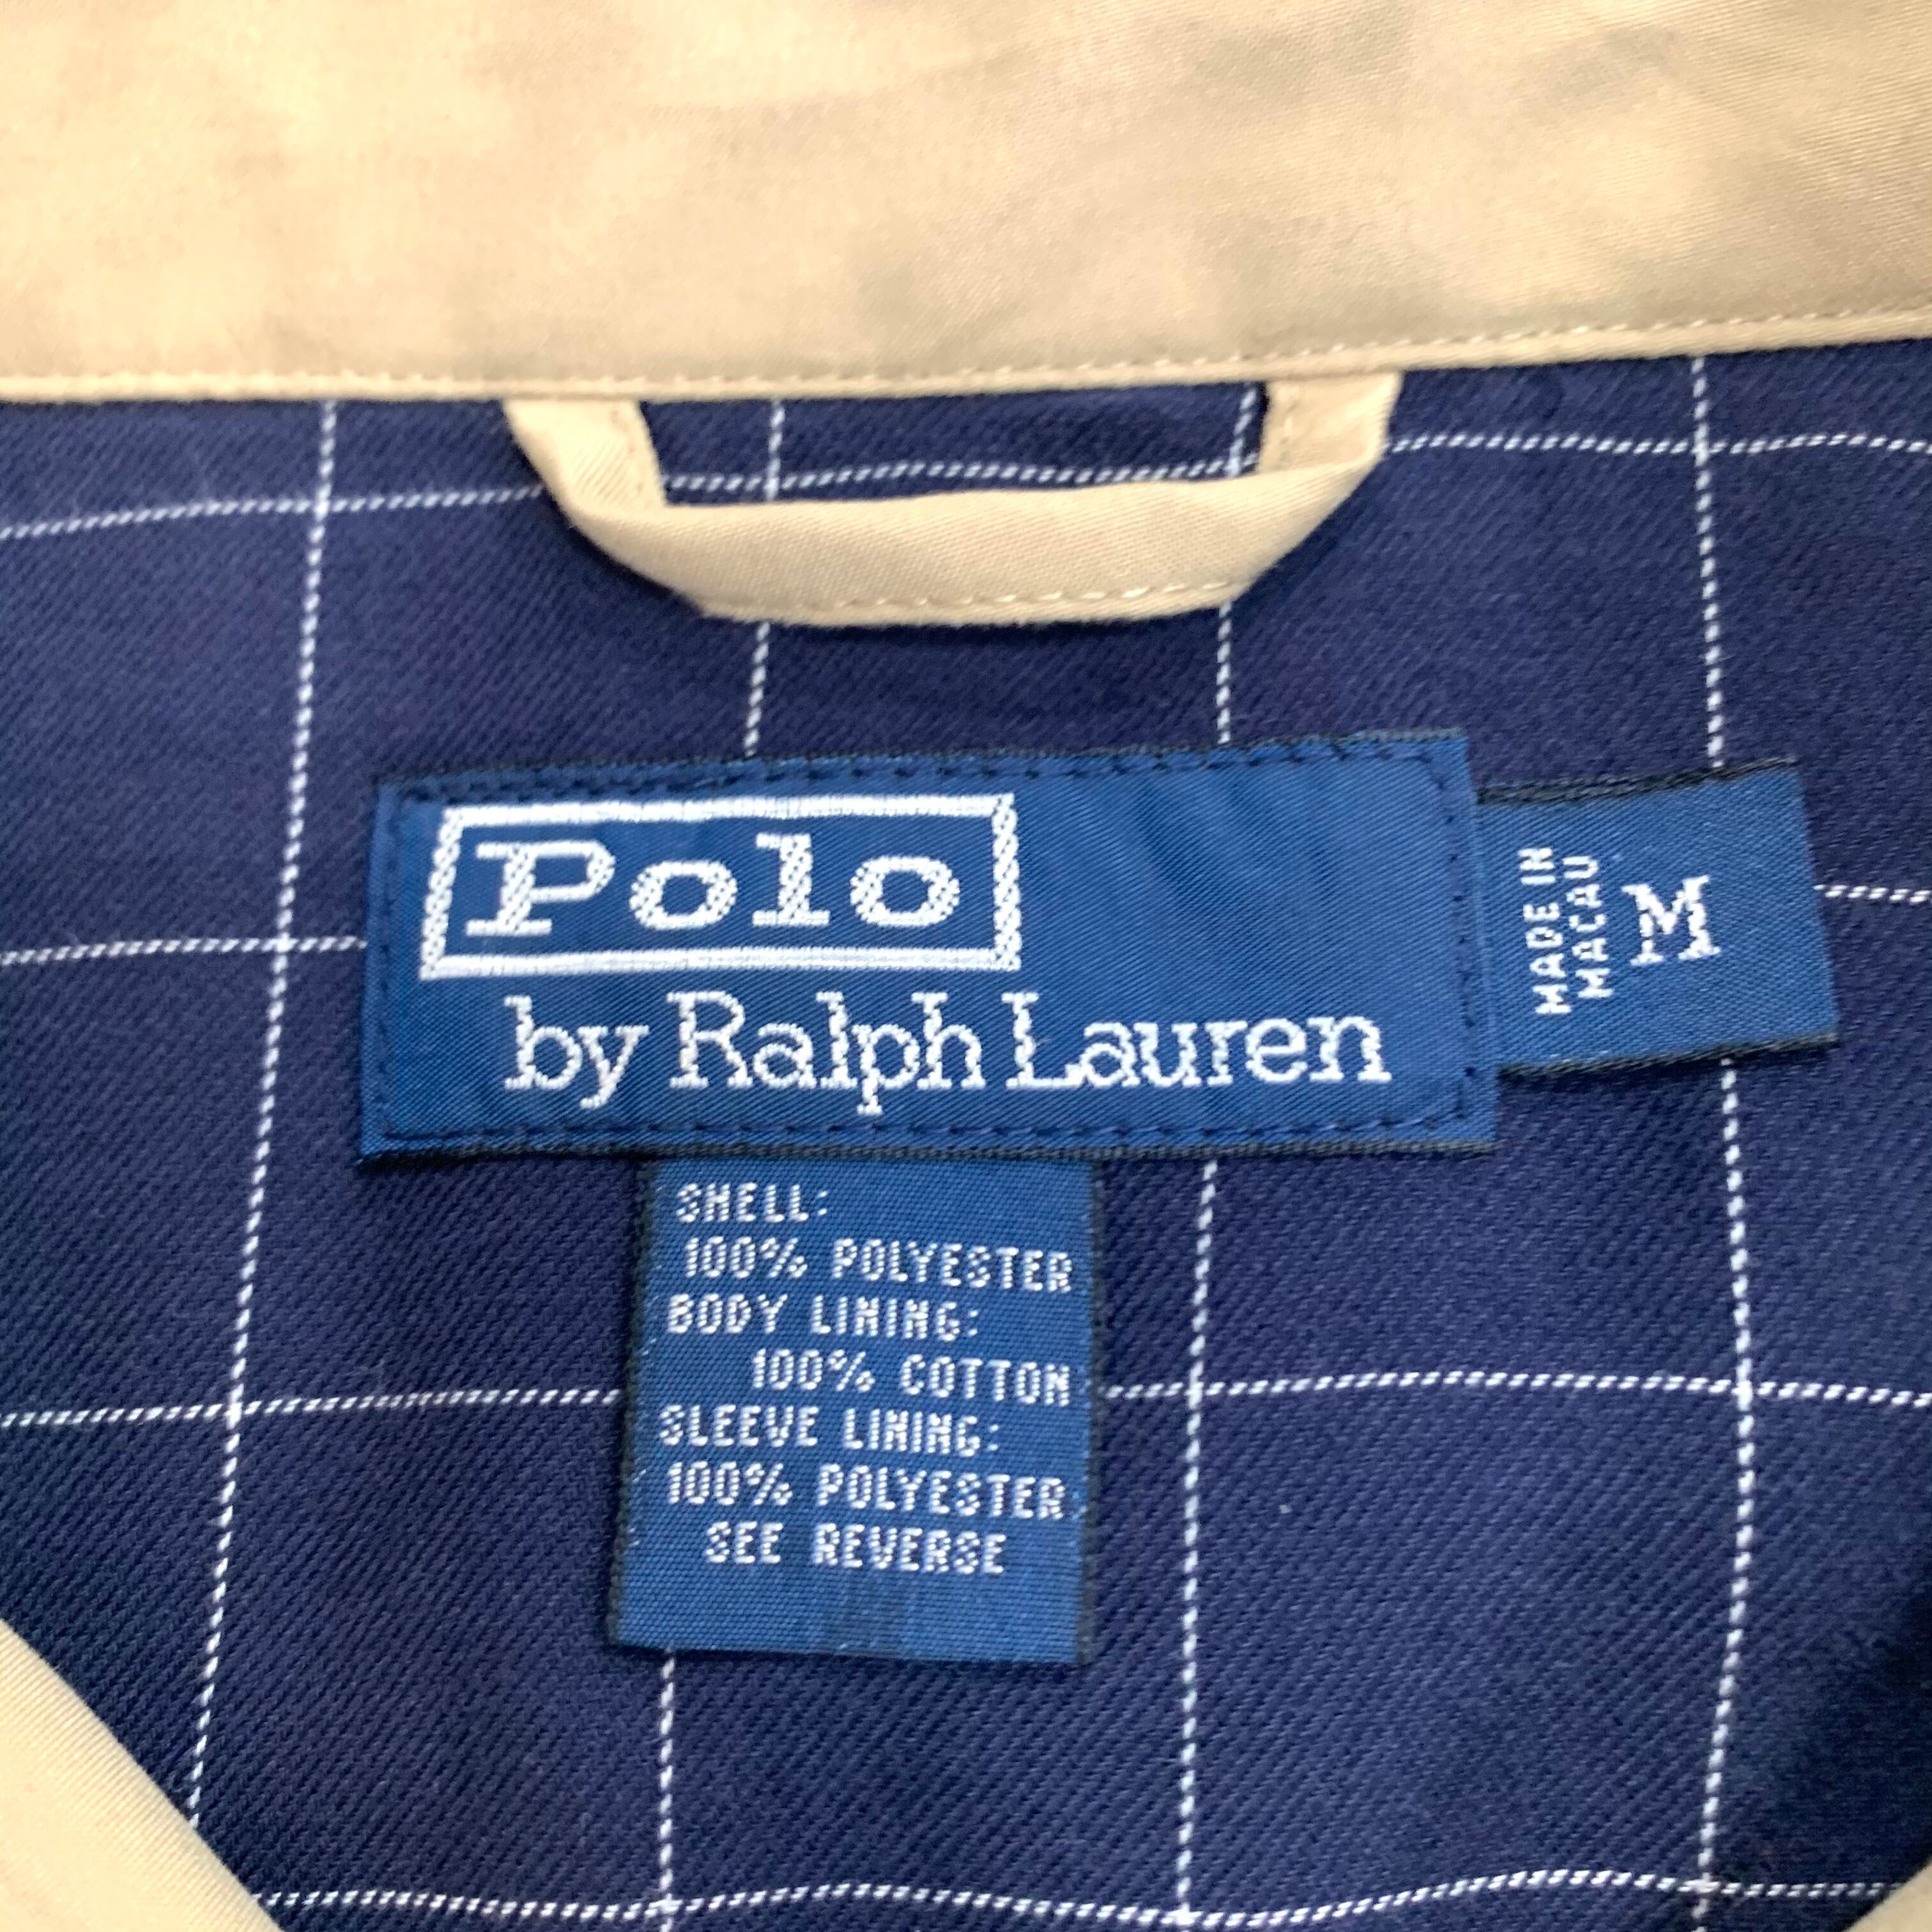 Polo
by Ralph Lauren
MADE IN
MACAU
M
SHELL:
100% POLYESTER
BODY LINING:
100% COTTON
SLEEVE LINING:
100% POLYESTER
SEE REVERSE